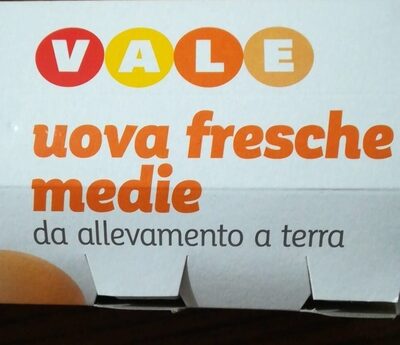 VALE
uova fresche
medie
da allevamento a terra